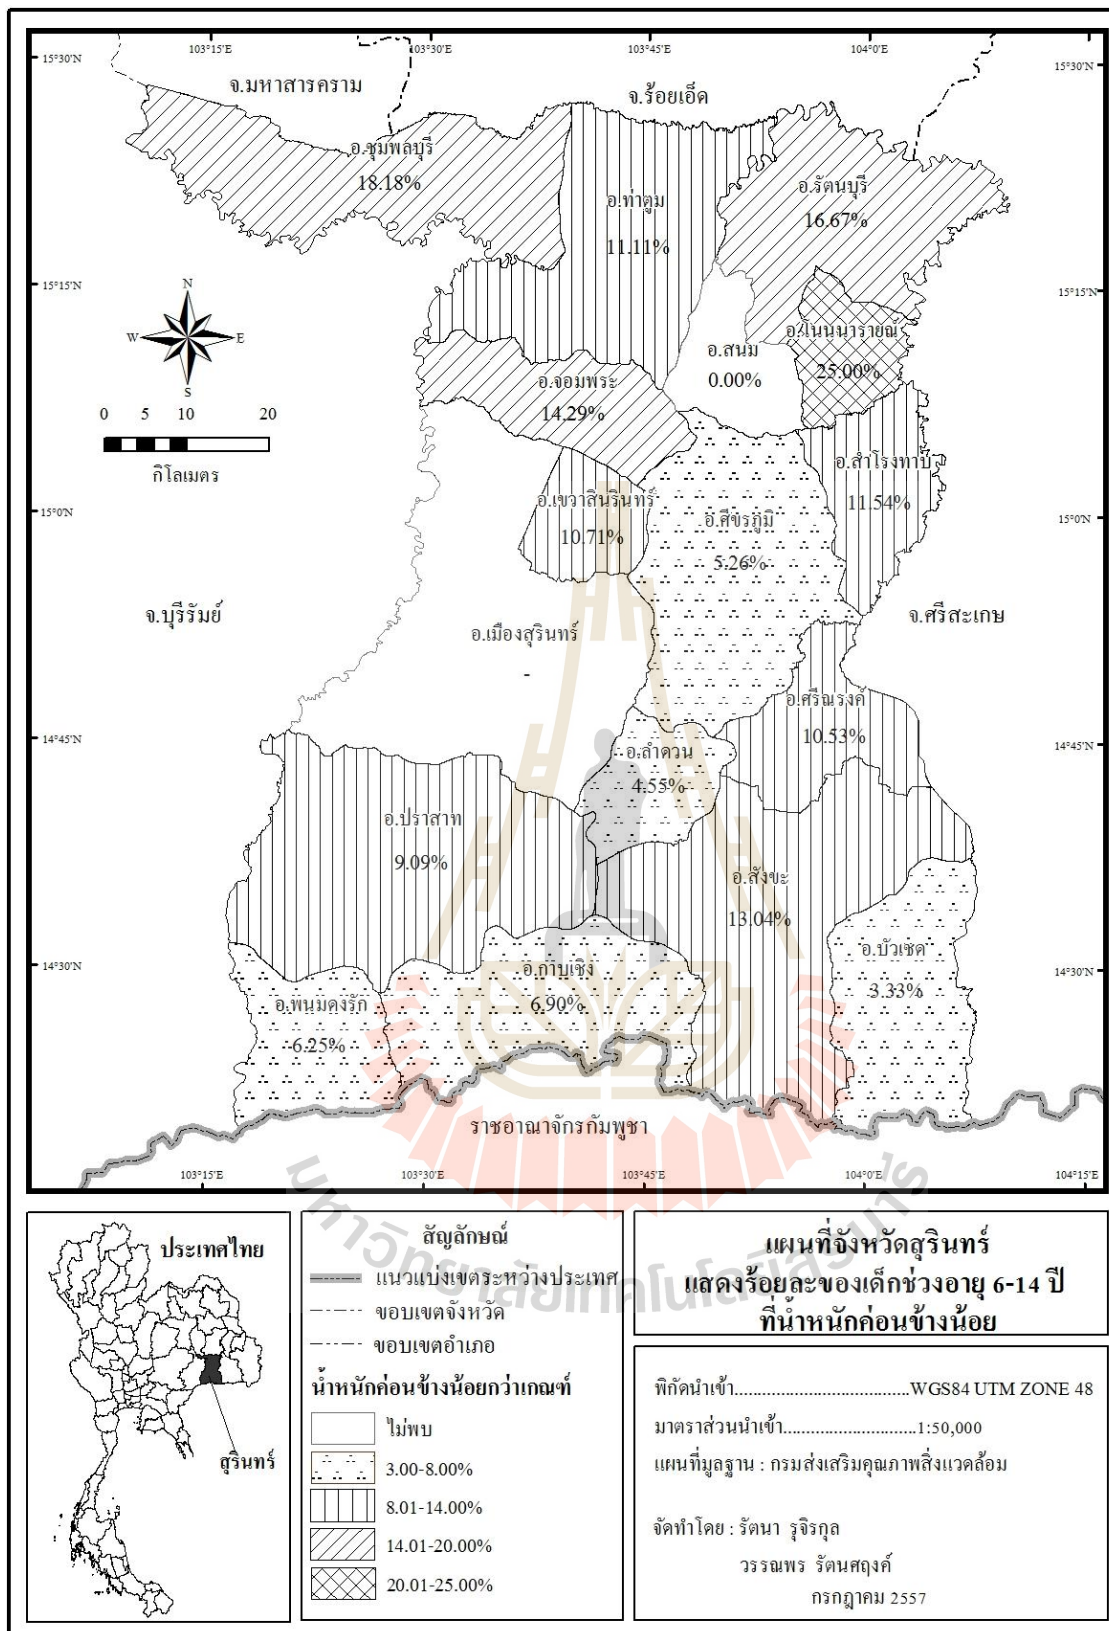 103°15'E 103°30'E 103°45'E 104°0'E
15°30'N 15°30'N
จ.มหาสารคราม
จ.ร้อยเอ็ด
อ.ชุมพลบุรี
18.18%
อ.รัตนบุรี
16.67%
อ.ท่าตูม
11.11%
15°15'N 15°15'N
N
W E
S
อ.โนนนารายณ์
25.00%
อ.สนม
0.00%
อ.จอมพระ
14.29%
0 5 10 20
กิโลเมตร
อ.สำโรงทาบ
11.54%
อ.เขวาสินรินทร์
10.71%
อ.ศีขรภูมิ
5.26%
15°0'N 15°0'N
จ.บุรีรัมย์
จ.ศรีสะเกษ
อ.เมืองสุรินทร์
-
อ.ศรีณรงค์
10.53%
14°45'N 14°45'N
อ.ลำดวน
4.55%
อ.ปราสาท
9.09%
อ.สังขะ
13.04%
อ.บัวเชด
3.33%
14°30'N 14°30'N
อ.กาบเชิง
6.90%
อ.พนมดงรัก
6.25%
ราชอาณาจักรกัมพูชา
103°15'E 103°30'E 103°45'E 104°0'E 104°15'E
มหาวิทยาลัยเทคโนโลยีสุรนารี
ประเทศไทย
สุรินทร์
สัญลักษณ์
แนวแบ่งเขตระหว่างประเทศ
ขอบเขตจังหวัด
ขอบเขตอำเภอ
น้ำหนักค่อนข้างน้อยกว่าเกณฑ์
ไม่พบ
3.00-8.00%
8.01-14.00%
14.01-20.00%
20.01-25.00%
แผนที่จังหวัดสุรินทร์
แสดงร้อยละของเด็กช่วงอายุ 6-14 ปี
ที่น้ำหนักค่อนข้างน้อย
พิกัดนำเข้า..................................WGS84 UTM ZONE 48
มาตราส่วนนำเข้า..........................1:50,000
แผนที่มูลฐาน : กรมส่งเสริมคุณภาพสิ่งแวดล้อม
จัดทำโดย : รัตนา รุจิรกุล
วรรณพร รัตนศฤงค์
กรกฎาคม 2557